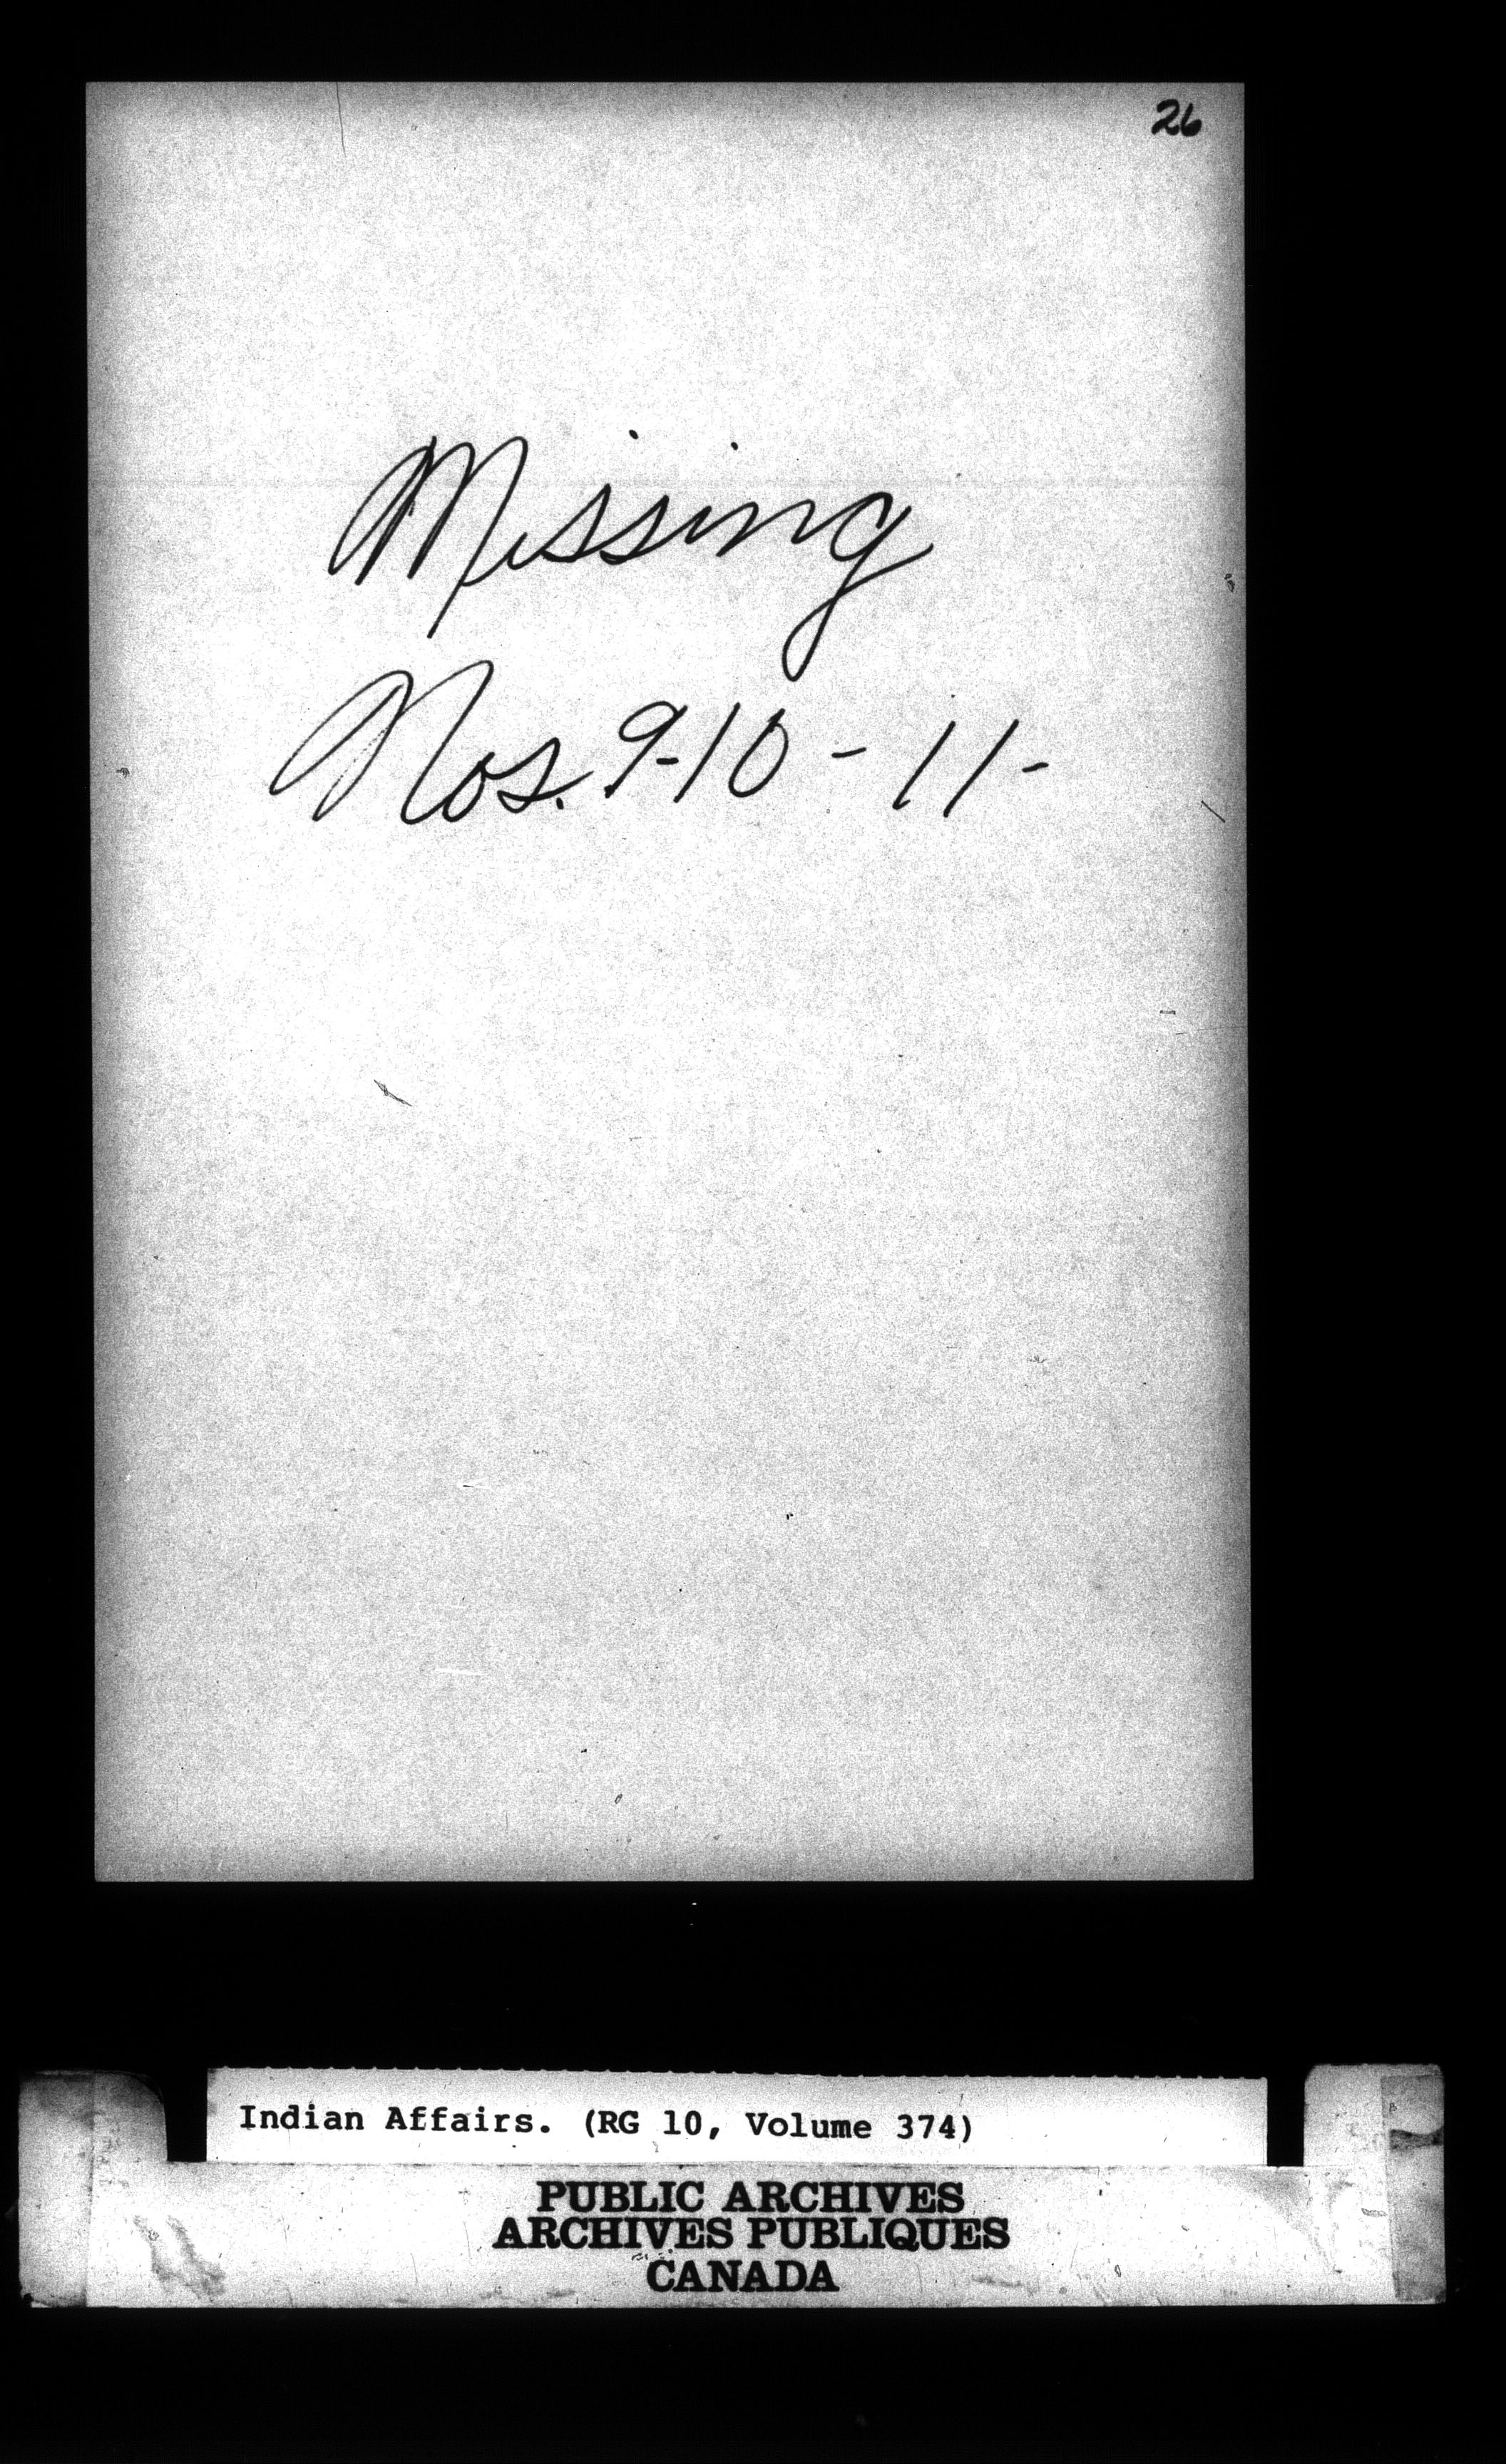 26
Missing
Nos. 9-10 - 11 -
Indian Affairs. (RG 10, Volume 374)
PUBLIC ARCHIVES
ARCHIVES PUBLIQUES
CANADA